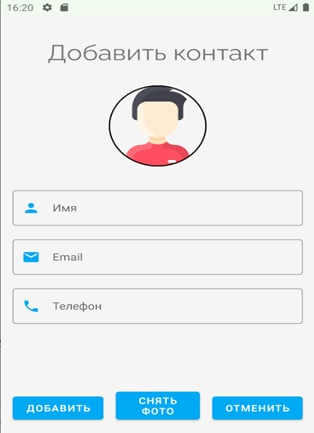 16:20 LTE
Добавить контакт
Имя
Email
Телефон
ДОБАВИТЬ
СНЯТЬ
ФОТО
ОТМЕНИТЬ